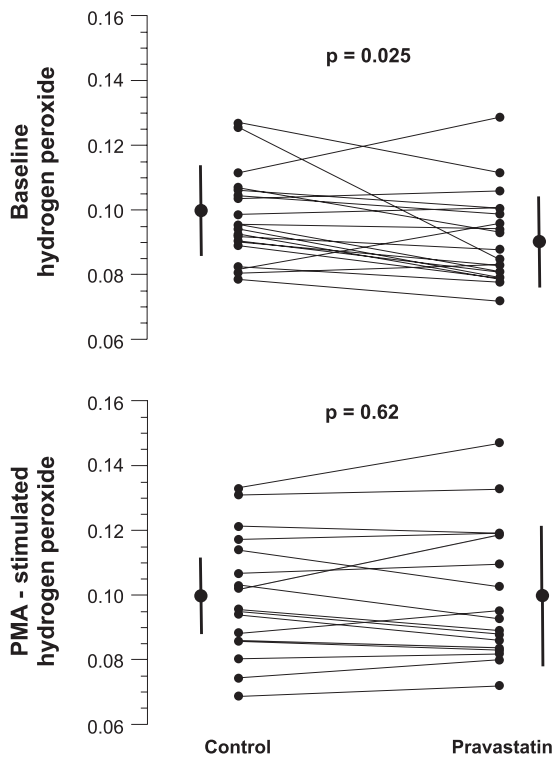 Baseline
hydrogen peroxide
0.16
0.14
0.12
0.10
0.08
0.06
p = 0.025
PMA - stimulated
hydrogen peroxide
0.16
0.14
0.12
0.10
0.08
0.06
p = 0.62
Control
Pravastatin